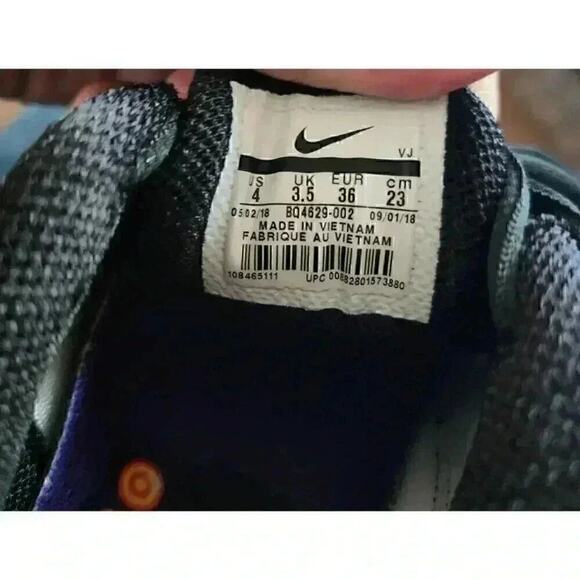 VJ
US UK EUR cm
4 3.5 36 23
05/02/18 BQ4629-002 09/01/18
MADE IN VIETNAM
FABRIQUE AU VIETNAM
108465111 UPC 00882801573880